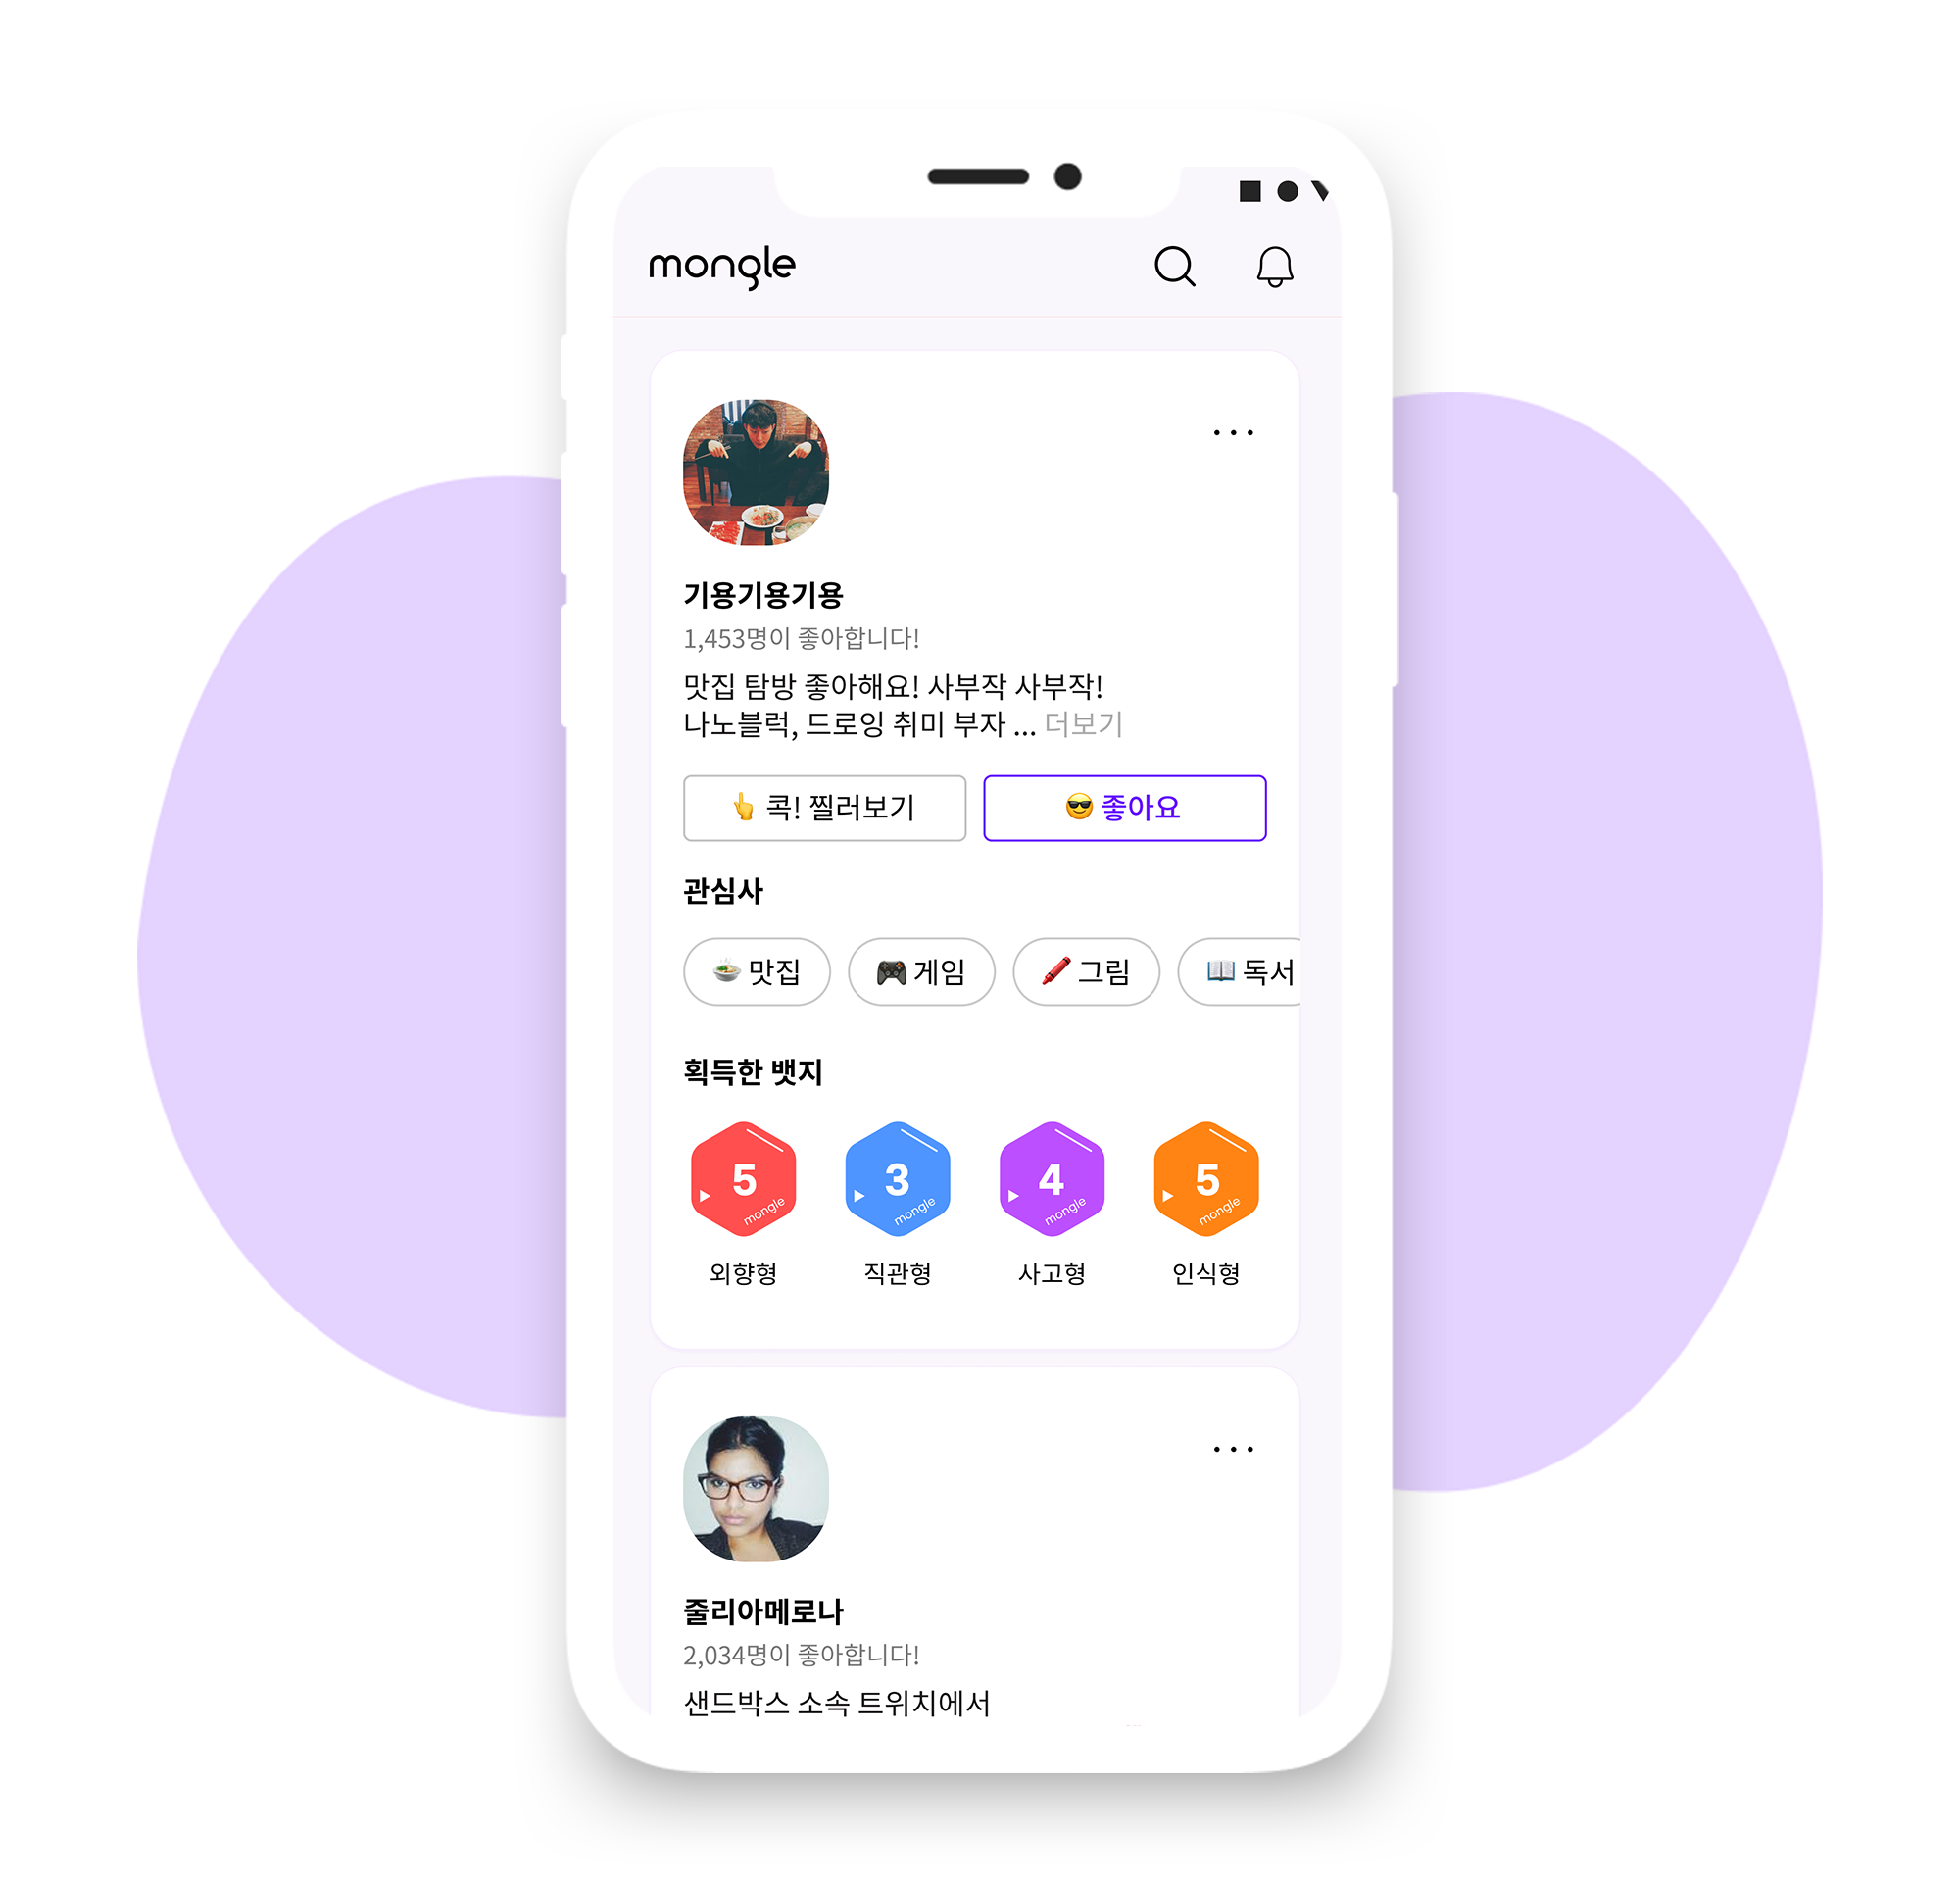 mongle
기용기용기용
1,453명이 좋아합니다!
맛집 탐방 좋아해요! 사부작 사부작!
나노블럭, 드로잉 취미 부자 ... 더보기
👆 콕! 찔러보기
😎 좋아요
관심사
🍜 맛집
🎮 게임
🖍️ 그림
📖 독서
획득한 뱃지
5
mongle
3
mongle
4
mongle
5
mongle
외향형
직관형
사고형
인식형
줄리아메로나
2,034명이 좋아합니다!
샌드박스 소속 트위치에서